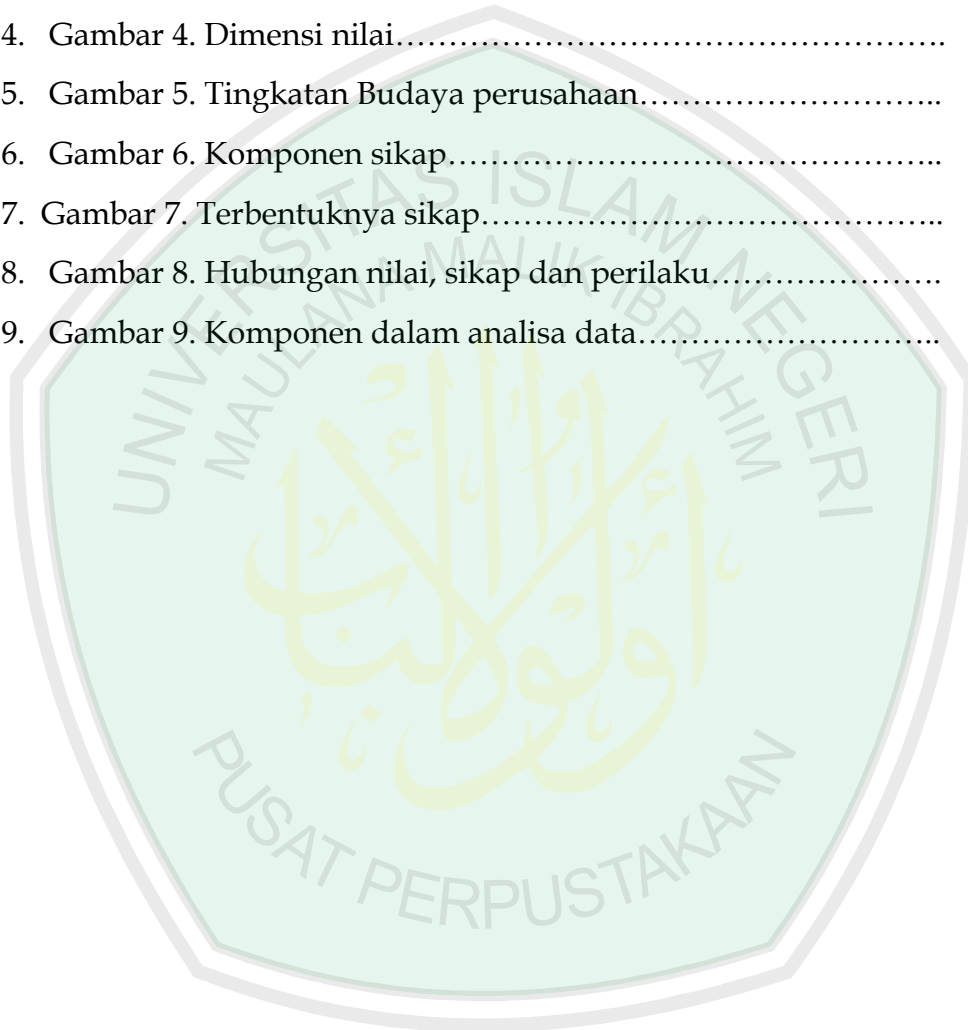 4. Gambar 4. Dimensi nilai…………………………………………….
5. Gambar 5. Tingkatan Budaya perusahaan………………………..
6. Gambar 6. Komponen sikap………………………………………..
7. Gambar 7. Terbentuknya sikap……………………………………..
8. Gambar 8. Hubungan nilai, sikap dan perilaku………………….
9. Gambar 9. Komponen dalam analisa data………………………..
UNIVERSITAS ISLAM NEGERI
MAULANA MALIK IBRAHIM
أولوا الألباب
PUSAT PERPUSTAKAAN